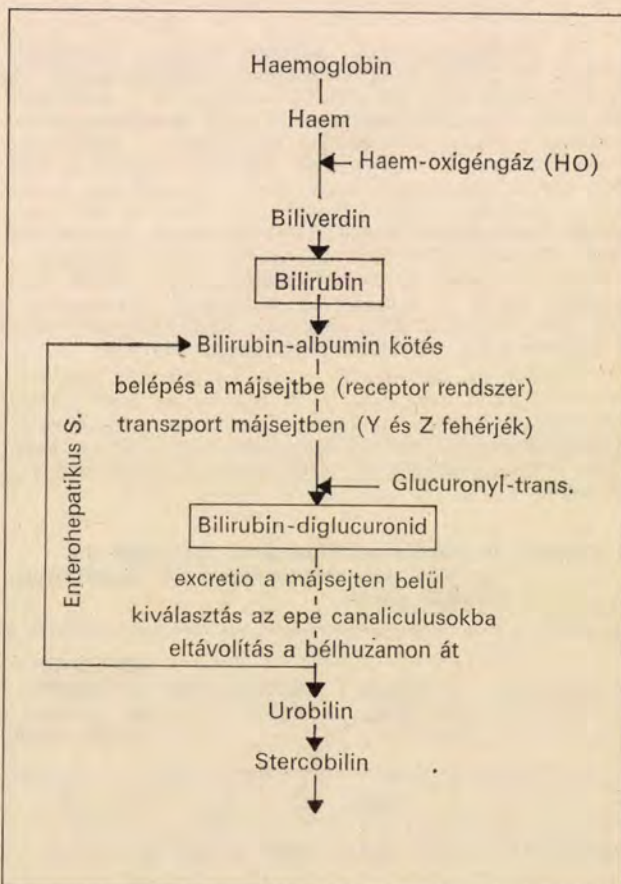 Haemoglobin
Haem
Haem-oxigéngáz (HO)
Biliverdin
Bilirubin
Bilirubin-albumin kötés
belépés a májsejtbe (receptor rendszer)
transzport májsejtben (Y és Z fehérjék)
Glucuronyl-trans.
Bilirubin-diglucuronid
excretio a májsejten belül
kiválasztás az epe canaliculusokba
eltávolítás a bélhuzamon át
Urobilin
Stercobilin
Enterohepatikus S.